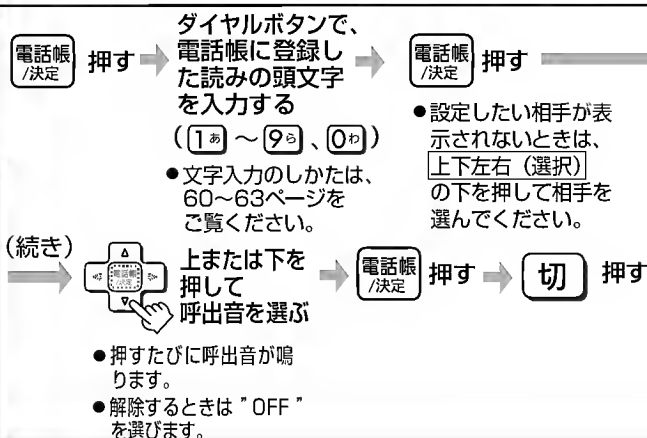 電話帳
/決定
押す
ダイヤルボタンで、
電話帳に登録し
た読みの頭文字
を入力する
(1あ～9ら、0わ)
●文字入力のしかたは、
60～63ページを
ご覧ください。
電話帳
/決定
押す
●設定したい相手が表
示されないときは、
上下左右（選択）
の下を押して相手を
選んでください。
(続き)
電話帳
/決定
上または下を
押して
呼出音を選ぶ
●押すたびに呼出音が鳴
ります。
●解除するときは ” OFF ”
を選びます。
電話帳
/決定
押す
切
押す